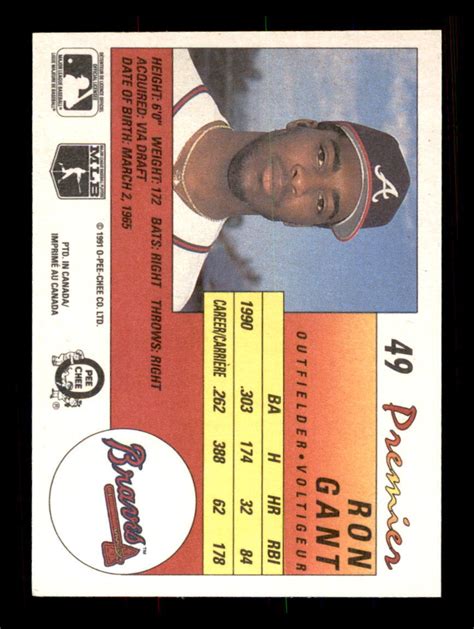 49 Premier
RON
GANT
OUTFIELDER • VOLTIGEUR
BA H HR RBI
1990 .303 174 32 84
CAREER/CARRIÈRE .262 388 62 178
HEIGHT: 6'0" WEIGHT: 172 BATS: RIGHT THROWS: RIGHT
ACQUIRED: VIA DRAFT
DATE OF BIRTH: MARCH 2, 1965
A
Braves
TM
MLB
© 1991 O-PEE-CHEE CO. LTD.
PTD. IN CANADA/
IMPRIMÉ AU CANADA
O
PEE
CHEE